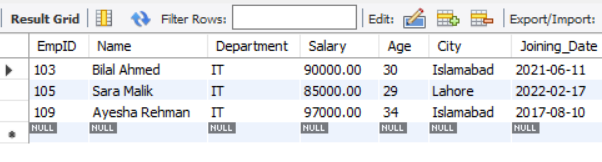 Result Grid Filter Rows: Edit: Export/Import:
EmpID Name Department Salary Age City Joining_Date
103 Bilal Ahmed IT 90000.00 30 Islamabad 2021-06-11
105 Sara Malik IT 85000.00 29 Lahore 2022-02-17
109 Ayesha Rehman IT 97000.00 34 Islamabad 2017-08-10
NULL NULL NULL NULL NULL NULL NULL